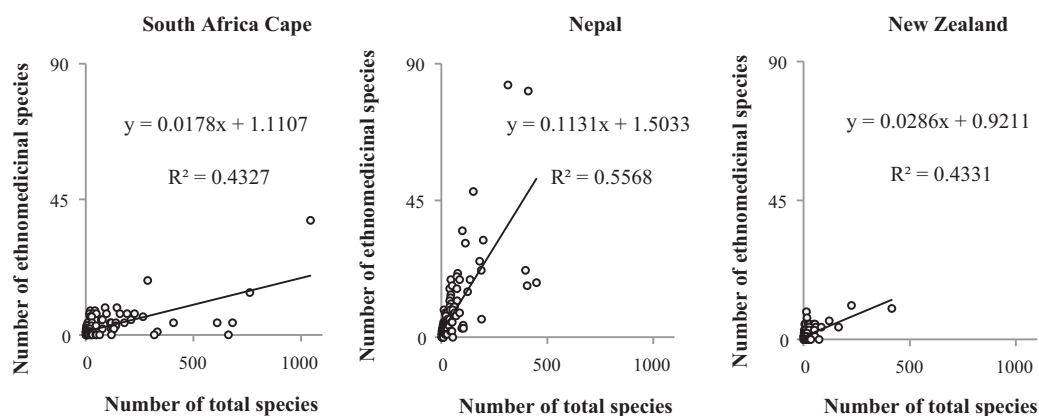 South Africa Cape
Number of ethnomedicinal species
90
45
0
y = 0.0178x + 1.1107
R² = 0.4327
0 500 1000
Number of total species
Nepal
Number of ethnomedicinal species
90
45
0
y = 0.1131x + 1.5033
R² = 0.5568
0 500 1000
Number of total species
New Zealand
Number of ethnomedicinal species
90
45
0
y = 0.0286x + 0.9211
R² = 0.4331
0 500 1000
Number of total species